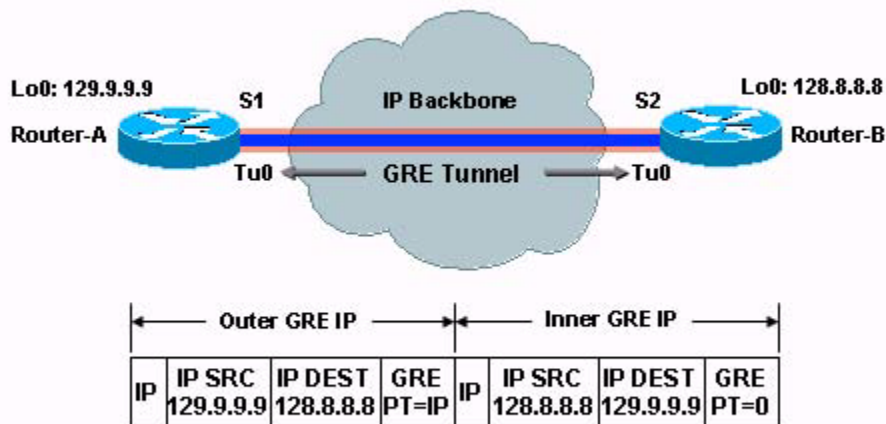 Lo0: 129.9.9.9
Lo0: 128.8.8.8
S1
IP Backbone
S2
Router-A
Router-B
Tu0
GRE Tunnel
Tu0
Outer GRE IP
Inner GRE IP
IP
IP SRC
129.9.9.9
IP DEST
128.8.8.8
GRE
PT=IP
IP
IP SRC
128.8.8.8
IP DEST
129.9.9.9
GRE
PT=0